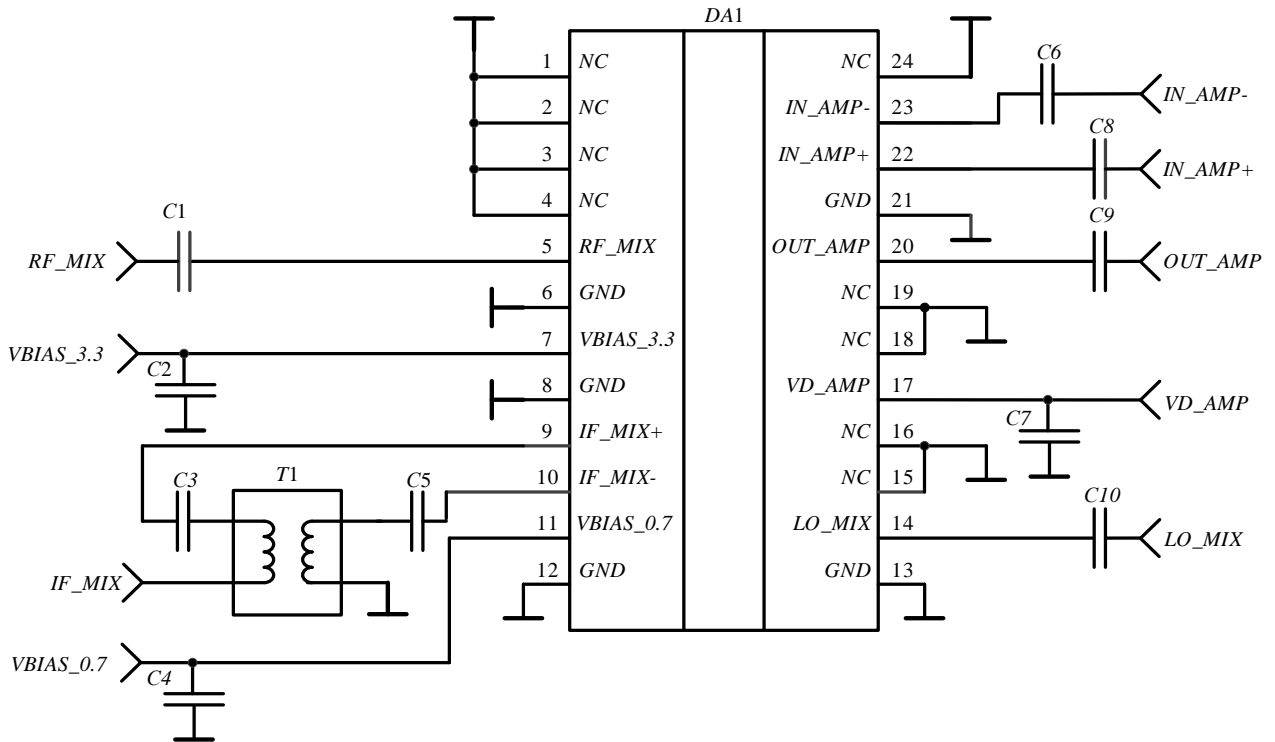 DA1
1 NC
2 NC
3 NC
4 NC
5 RF_MIX
6 GND
7 VBIAS_3.3
8 GND
9 IF_MIX+
10 IF_MIX-
11 VBIAS_0.7
12 GND
NC 24
IN_AMP- 23
IN_AMP+ 22
GND 21
OUT_AMP 20
NC 19
NC 18
VD_AMP 17
NC 16
NC 15
LO_MIX 14
GND 13
C1
RF_MIX
VBIAS_3.3
C2
C3
T1
C5
IF_MIX
VBIAS_0.7
C4
C6
IN_AMP-
C8
IN_AMP+
C9
OUT_AMP
VD_AMP
C7
C10
LO_MIX